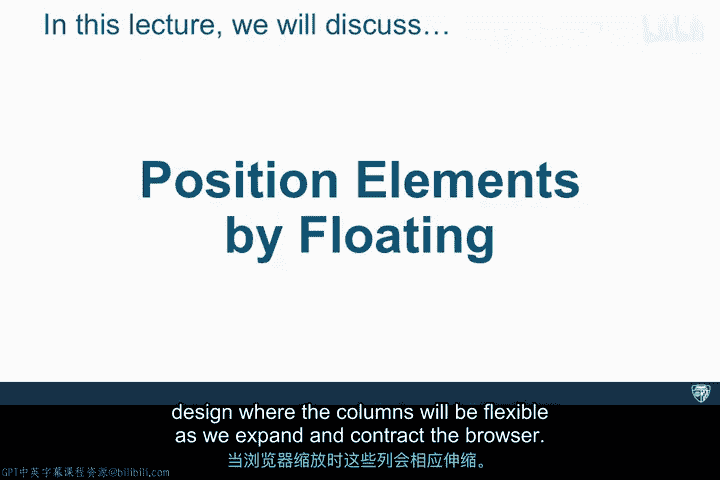 In this lecture, we will discuss…
Position Elements
by Floating
design where the columns will be flexible
as we expand and contract the browser.
当浏览器缩放时这些列会相应伸缩。
GPT中英字幕课程资源@bilibili.com